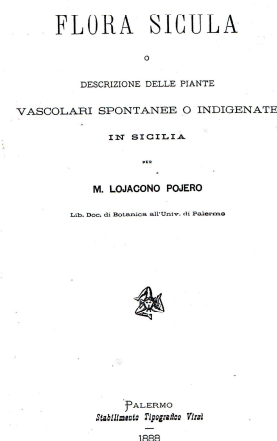 FLORA SICULA
O
DESCRIZIONE DELLE PIANTE
VASCOLARI SPONTANEE O INDIGENATE
IN SICILIA
PER
M. LOJACONO POJERO
Lib. Doc. di Botanica all'Univ. di Palermo
PALERMO
Stabilimento Tipografico Virzì
1888